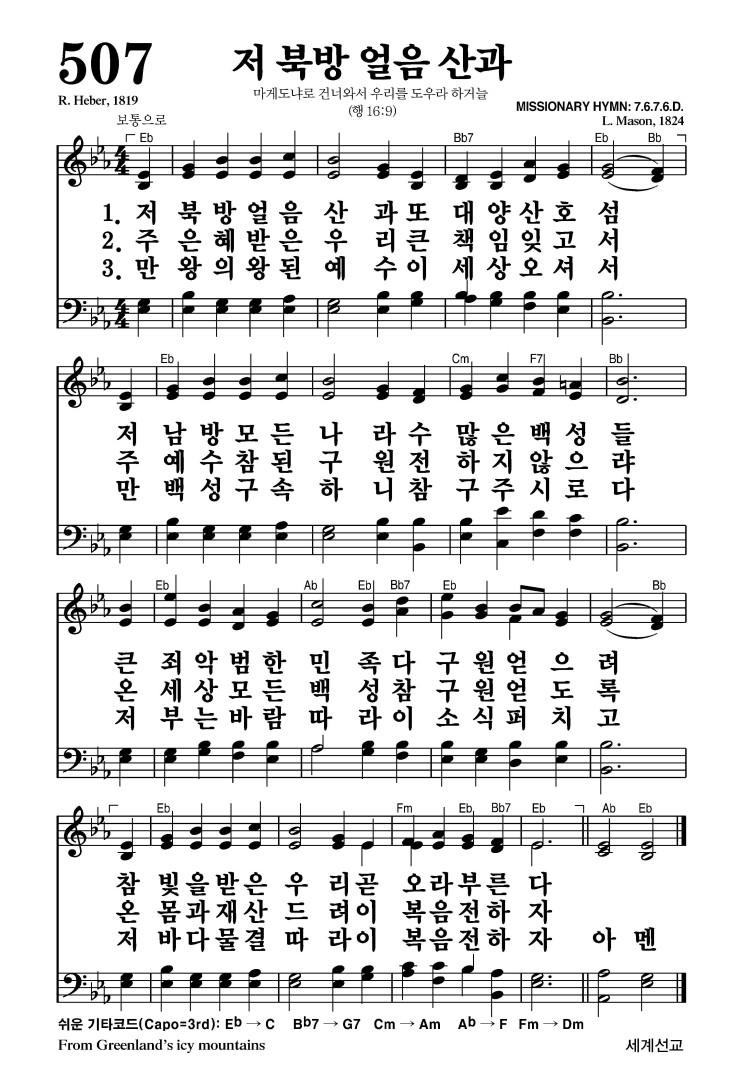 507
저 북방 얼음 산과
마게도냐로 건너와서 우리를 도우라 하거늘
(행 16:9)
R. Heber, 1819
MISSIONARY HYMN: 7.6.7.6.D.
L. Mason, 1824
보통으로
Eb Bb7 Eb Bb
1. 저 북 방 얼 음 산 과 또 대 양 산 호 섬
2. 주 은 혜 받 은 우 리 큰 책 임 잊 고 서
3. 만 왕 의 왕 된 예 수 이 세 상 오 셔 서
Eb Cm F7 Bb
저 남 방 모 든 나 라 수 많 은 백 성 들
주 예 수 참 된 구 원 전 하 지 않 으 랴
만 백 성 구 속 하 니 참 구 주 시 로 다
Eb Ab Eb Bb7 Eb Bb
큰 죄 악 범 한 민 족 다 구 원 얻 으 려
온 세 상 모 든 백 성 참 구 원 얻 도 록
저 부 는 바 람 따 라 이 소 식 퍼 치 고
Eb Fm Eb Bb7 Eb Ab Eb
참 빛 을 받 은 우 리 곧 오 라 부 른 다
온 몸 과 재 산 드 려 이 복 음 전 하 자
저 바 다 물 결 따 라 이 복 음 전 하 자 아 멘
쉬운 기타코드(Capo=3rd): Eb → C Bb7 → G7 Cm → Am Ab → F Fm → Dm
From Greenland's icy mountains
세계선교